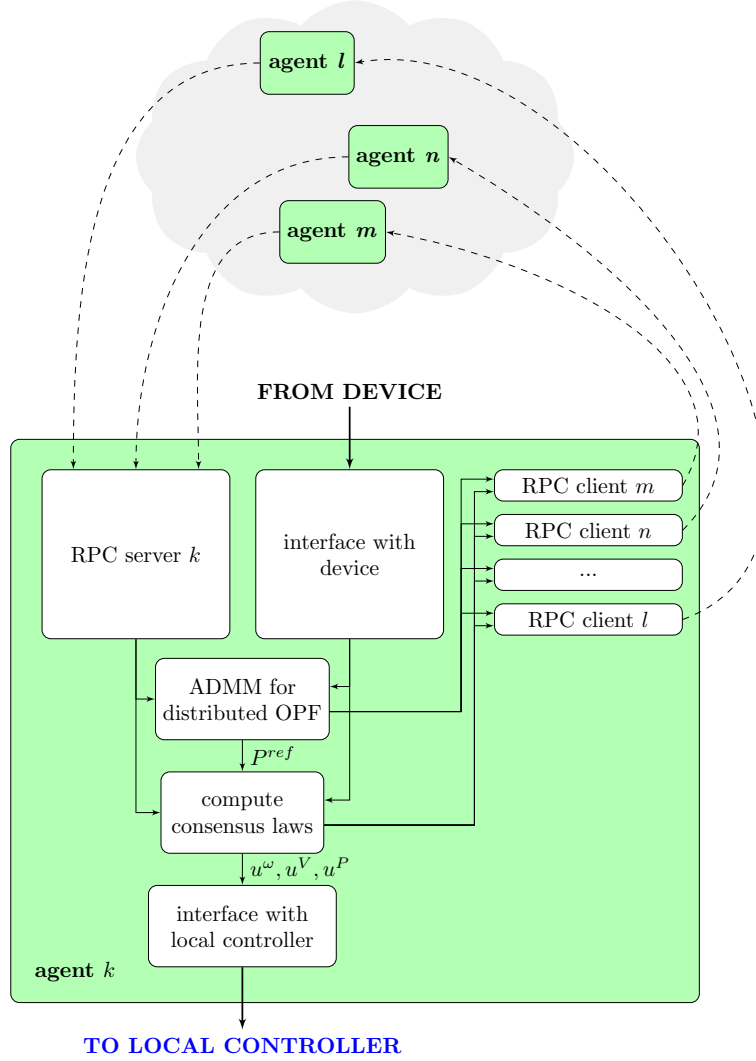 agent l
agent n
agent m
FROM DEVICE
RPC server k
interface with
device
RPC client m
RPC client n
...
RPC client l
ADMM for
distributed OPF
P^{ref}
compute
consensus laws
u^ω, u^V, u^P
interface with
local controller
agent k
TO LOCAL CONTROLLER